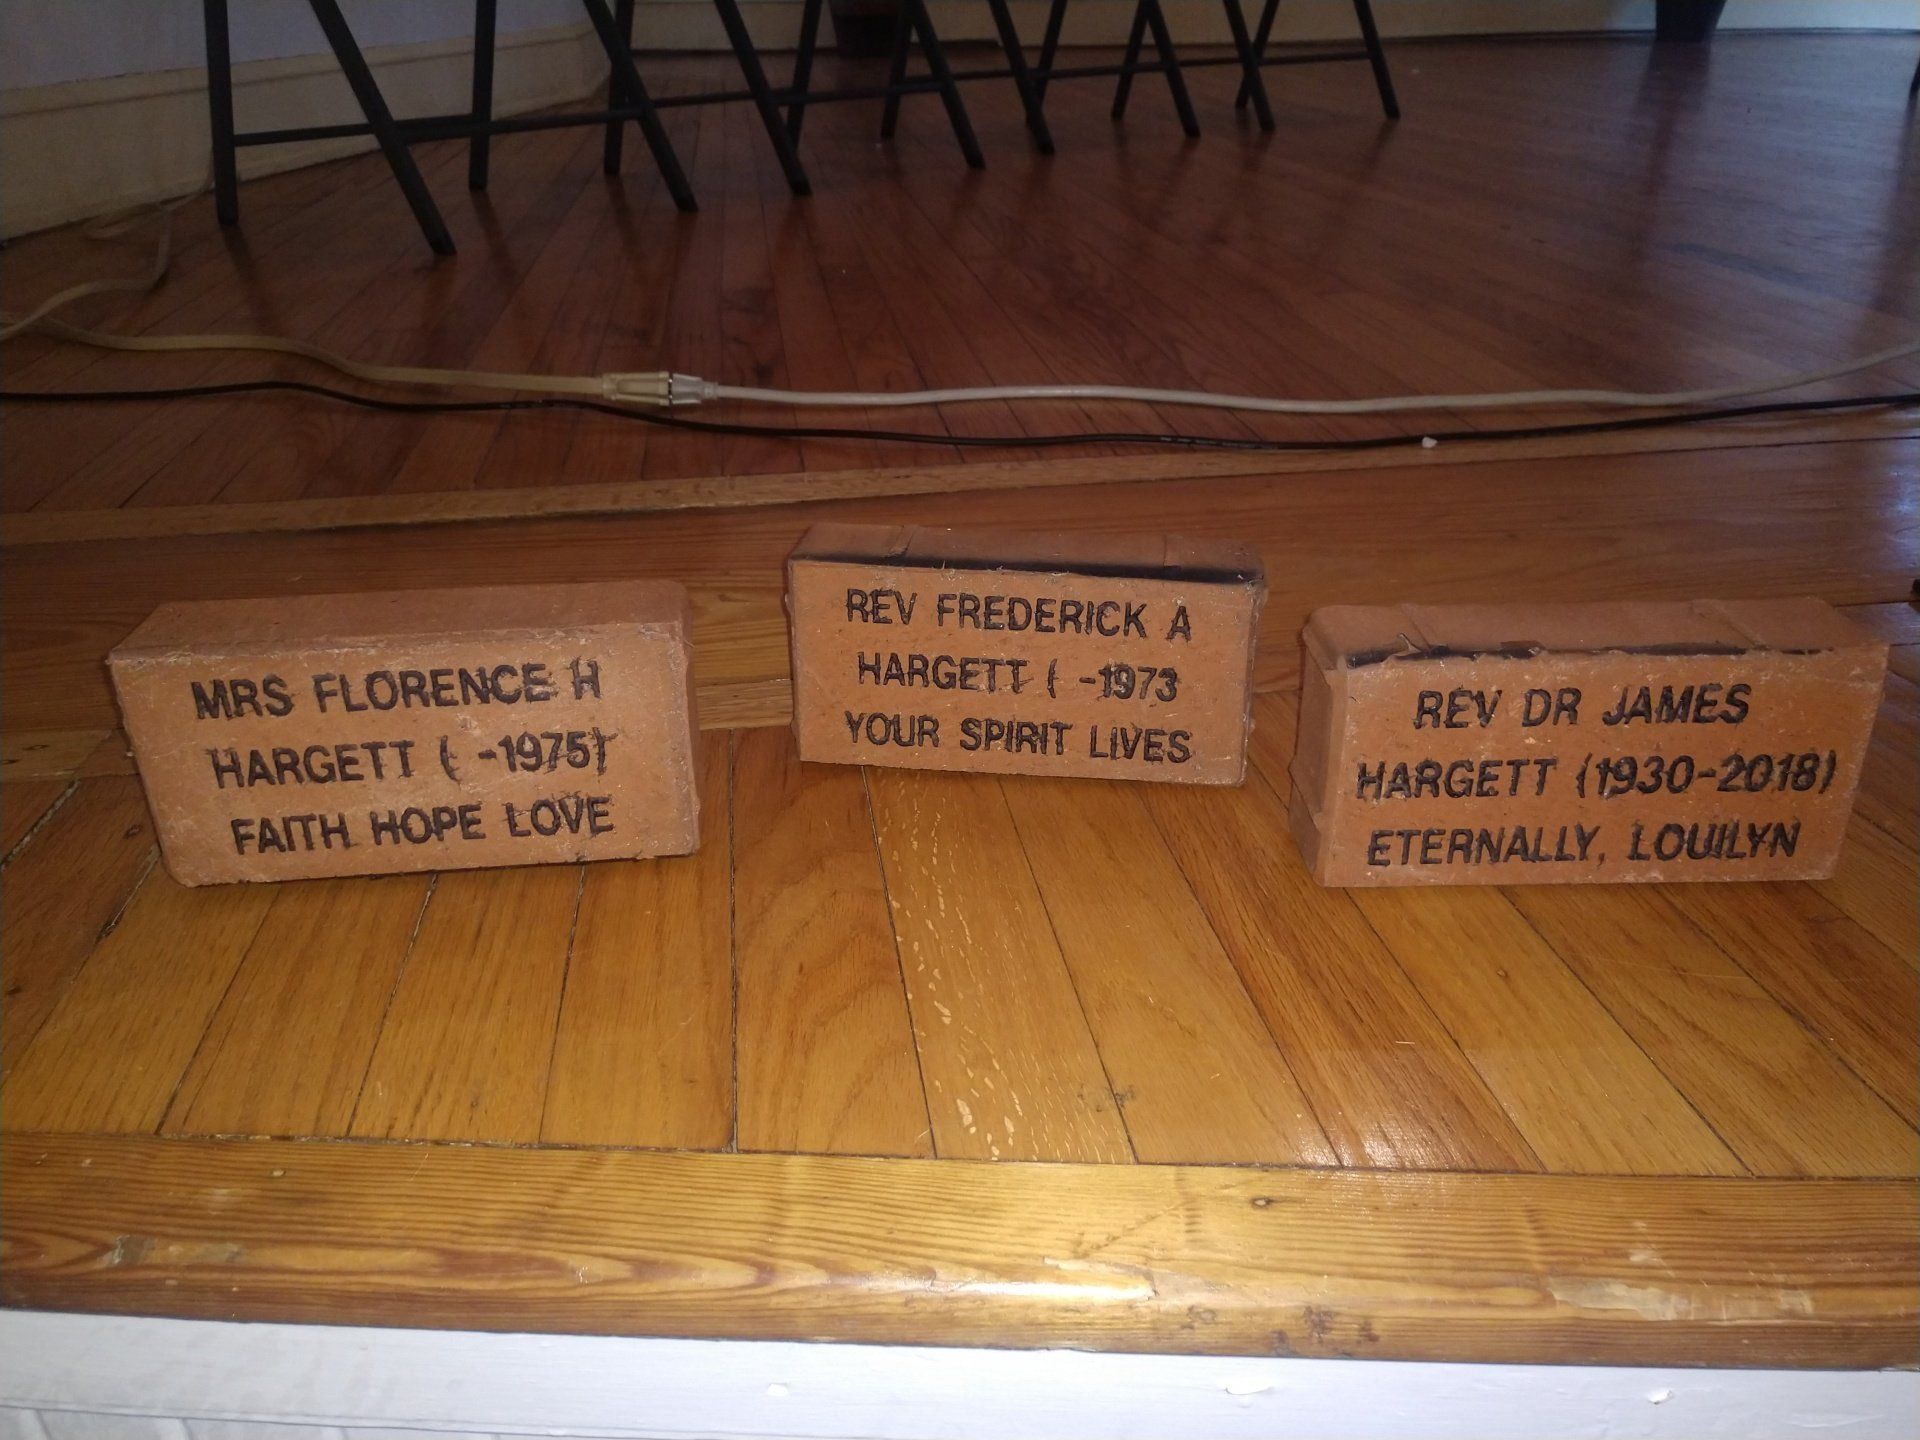 MRS FLORENCE H
HARGETT ( -1975)
FAITH HOPE LOVE
REV FREDERICK A
HARGETT ( -1973
YOUR SPIRIT LIVES
REV DR JAMES
HARGETT (1930-2018)
ETERNALLY, LOUILYN